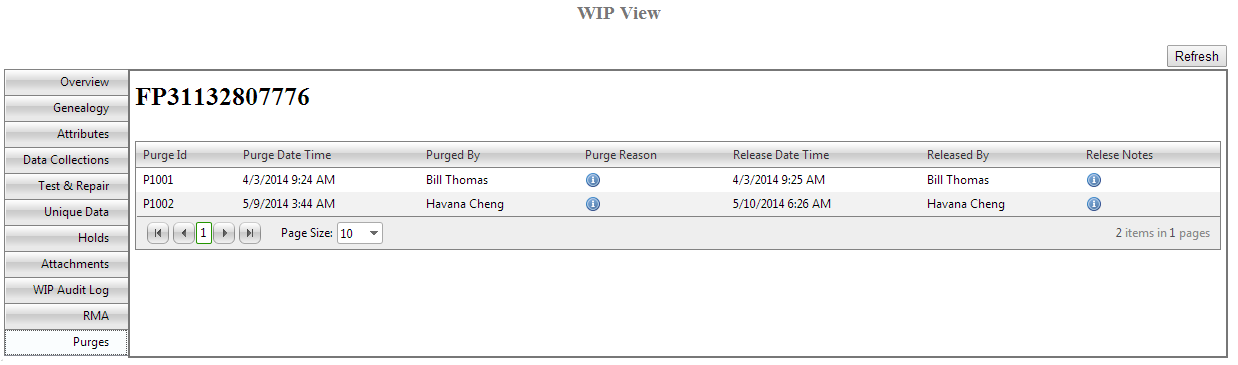 WIP View
Refresh
Overview
Genealogy
Attributes
Data Collections
Test & Repair
Unique Data
Holds
Attachments
WIP Audit Log
RMA
Purges
FP31132807776
Purge Id Purge Date Time Purged By Purge Reason Release Date Time Released By Relese Notes
P1001 4/3/2014 9:24 AM Bill Thomas 4/3/2014 9:25 AM Bill Thomas
P1002 5/9/2014 3:44 AM Havana Cheng 5/10/2014 6:26 AM Havana Cheng
1 Page Size: 10 2 items in 1 pages